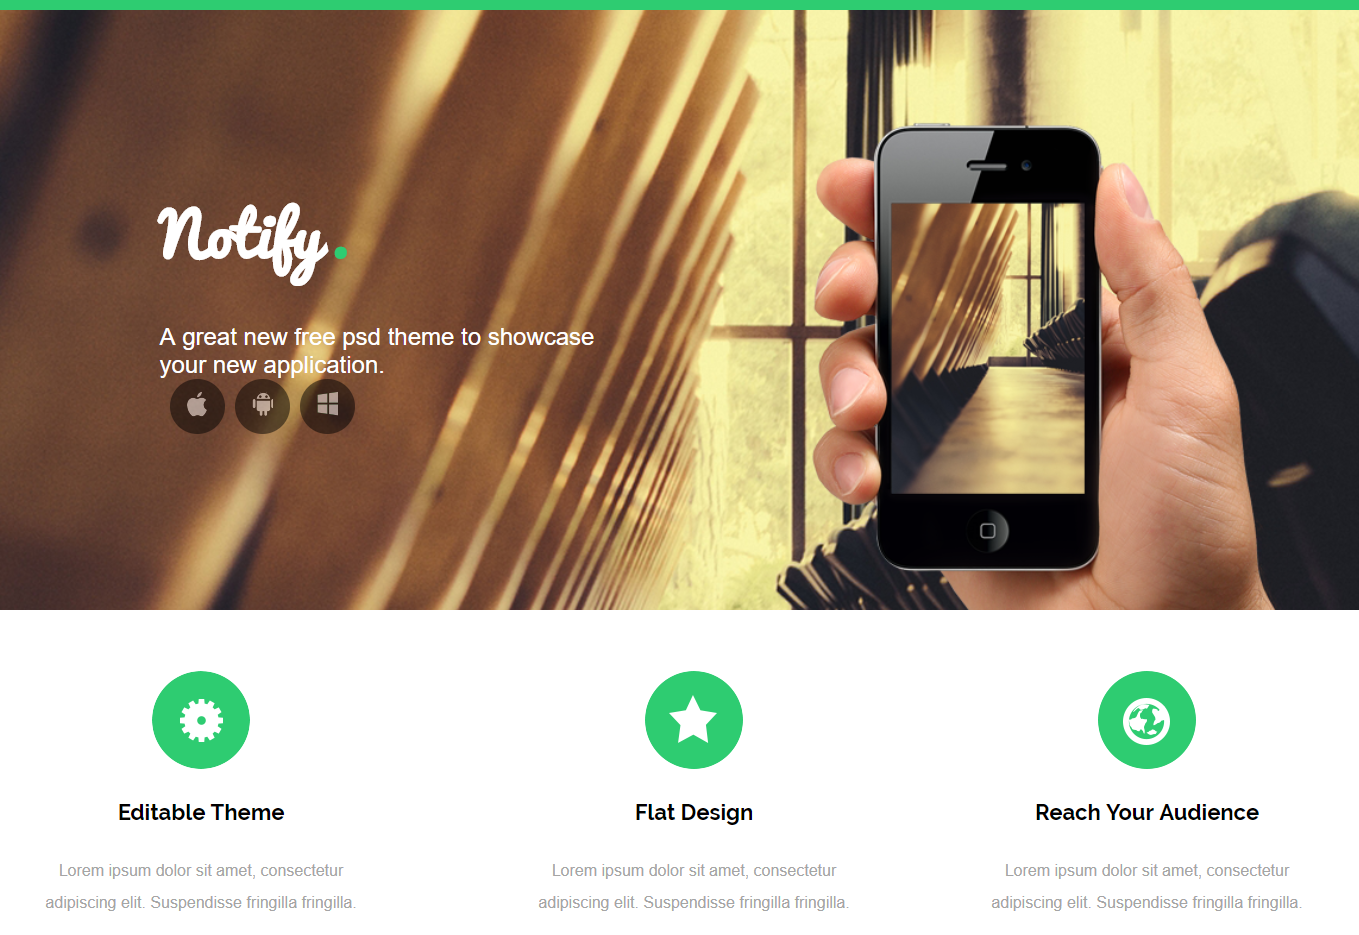 Notify.
A great new free psd theme to showcase
your new application.
Editable Theme
Flat Design
Reach Your Audience
Lorem ipsum dolor sit amet, consectetur
adipiscing elit. Suspendisse fringilla fringilla.
Lorem ipsum dolor sit amet, consectetur
adipiscing elit. Suspendisse fringilla fringilla.
Lorem ipsum dolor sit amet, consectetur
adipiscing elit. Suspendisse fringilla fringilla.